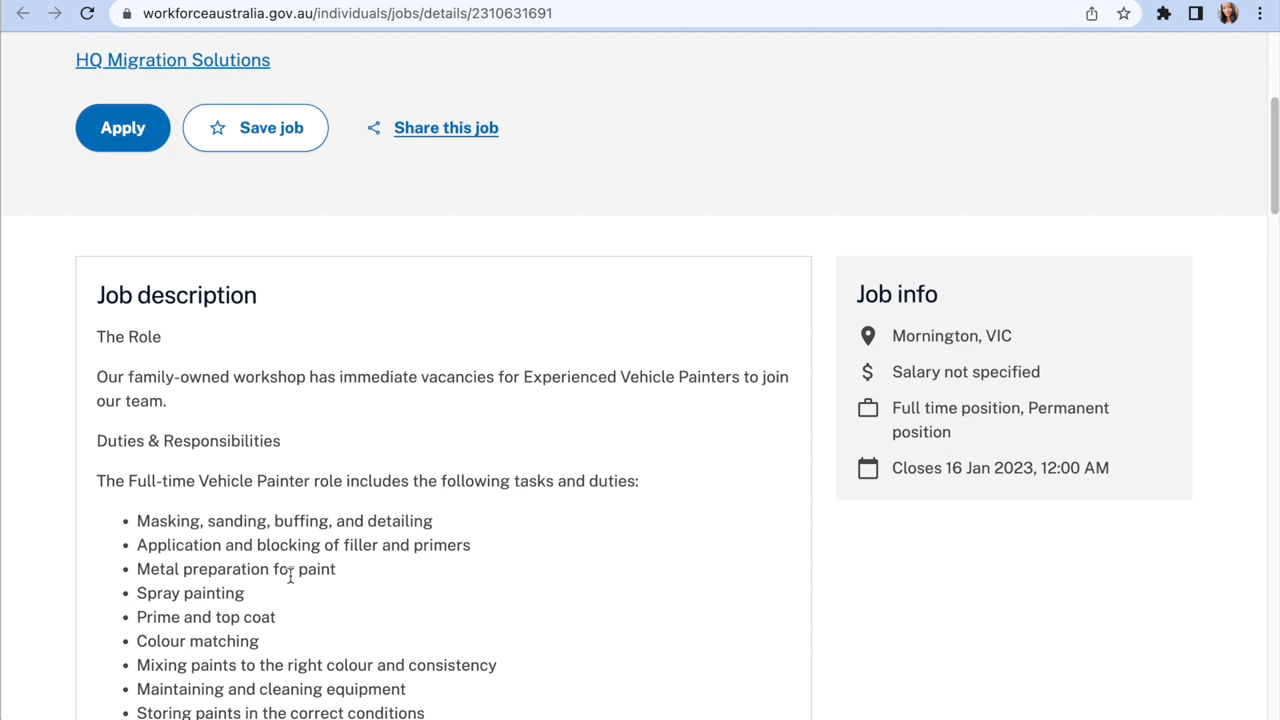 workforceaustralia.gov.au/individuals/jobs/details/2310631691
HQ Migration Solutions
Apply
Save job
Share this job
Job description
The Role
Our family-owned workshop has immediate vacancies for Experienced Vehicle Painters to join
our team.
Duties & Responsibilities
The Full-time Vehicle Painter role includes the following tasks and duties:
• Masking, sanding, buffing, and detailing
• Application and blocking of filler and primers
• Metal preparation for paint
• Spray painting
• Prime and top coat
• Colour matching
• Mixing paints to the right colour and consistency
• Maintaining and cleaning equipment
• Storing paints in the correct conditions
Job info
Mornington, VIC
Salary not specified
Full time position, Permanent
position
Closes 16 Jan 2023, 12:00 AM